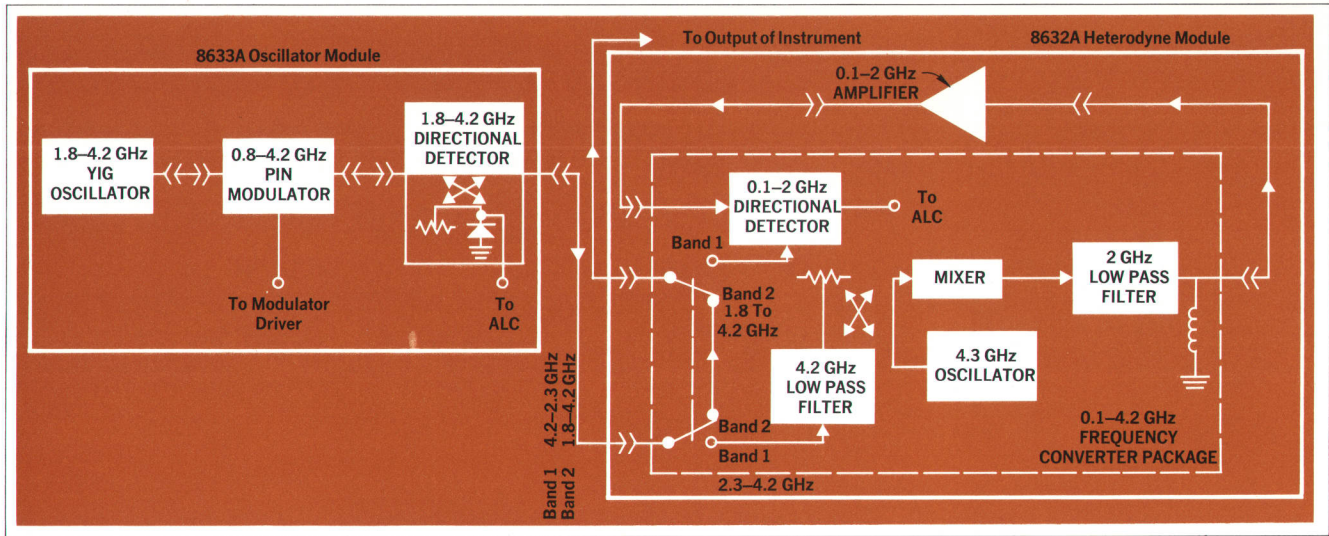 To Output of Instrument
8632A Heterodyne Module
8633A Oscillator Module
1.8–4.2 GHz
YIG
OSCILLATOR
0.8–4.2 GHz
PIN
MODULATOR
To Modulator
Driver
1.8–4.2 GHz
DIRECTIONAL
DETECTOR
To
ALC
0.1–2 GHz
AMPLIFIER
0.1–2 GHz
DIRECTIONAL
DETECTOR
To
ALC
Band 1
Band 2
1.8 To
4.2 GHz
MIXER
2 GHz
LOW PASS
FILTER
4.2 GHz
LOW PASS
FILTER
4.3 GHz
OSCILLATOR
Band 2
Band 1
0.1–4.2 GHz
FREQUENCY
CONVERTER PACKAGE
2.3–4.2 GHz
Band 1 4.2–2.3 GHz
Band 2 1.8–4.2 GHz